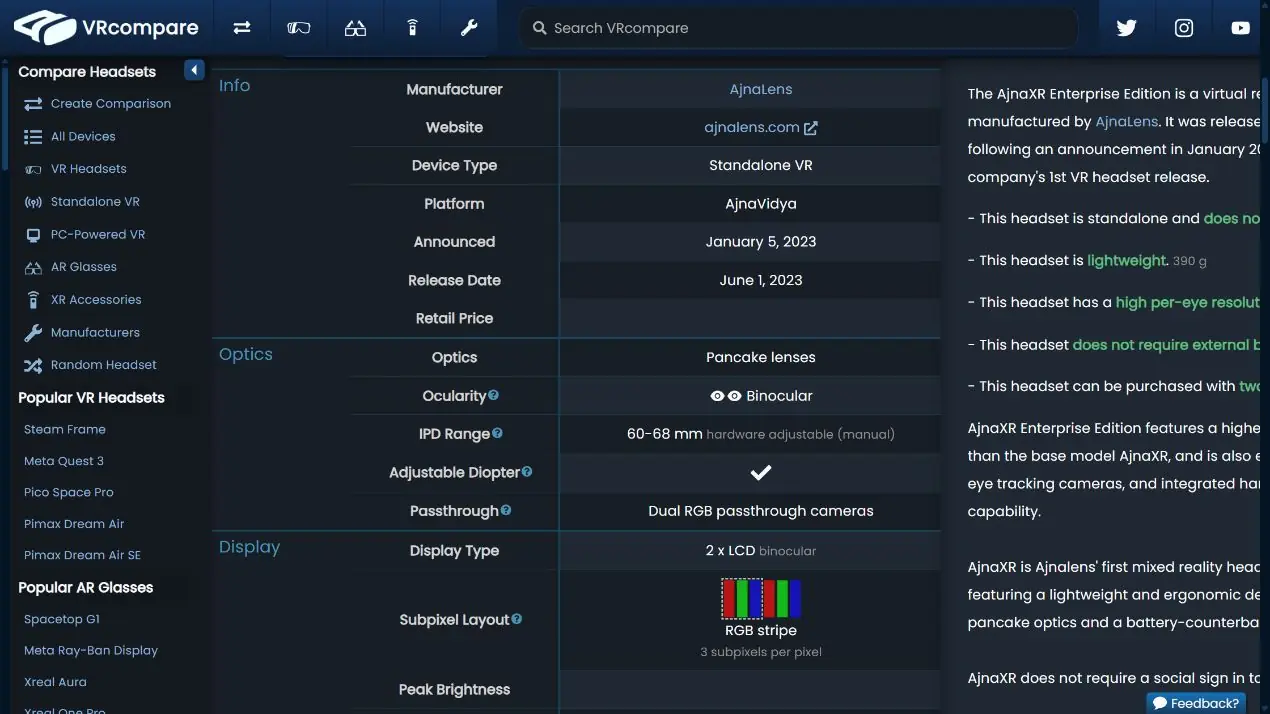 VRcompare
Search VRcompare
Compare Headsets
Create Comparison
All Devices
VR Headsets
Standalone VR
PC-Powered VR
AR Glasses
XR Accessories
Manufacturers
Random Headset
Popular VR Headsets
Steam Frame
Meta Quest 3
Pico Space Pro
Pimax Dream Air
Pimax Dream Air SE
Popular AR Glasses
Spacetop G1
Meta Ray-Ban Display
Xreal Aura
Xreal One Pro
Info
Manufacturer AjnaLens
Website ajnalens.com
Device Type Standalone VR
Platform AjnaVidya
Announced January 5, 2023
Release Date June 1, 2023
Retail Price
Optics
Optics Pancake lenses
Ocularity Binocular
IPD Range 60-68 mm hardware adjustable (manual)
Adjustable Diopter
Passthrough Dual RGB passthrough cameras
Display
Display Type 2 x LCD binocular
Subpixel Layout RGB stripe
3 subpixels per pixel
Peak Brightness
The AjnaXR Enterprise Edition is a virtual re
manufactured by AjnaLens. It was release
following an announcement in January 20
company's 1st VR headset release.
- This headset is standalone and does no
- This headset is lightweight. 390 g
- This headset has a high per-eye resolut
- This headset does not require external b
- This headset can be purchased with two
AjnaXR Enterprise Edition features a highe
than the base model AjnaXR, and is also e
eye tracking cameras, and integrated har
capability.
AjnaXR is Ajnalens' first mixed reality head
featuring a lightweight and ergonomic de
pancake optics and a battery-counterba
AjnaXR does not require a social sign in to
Feedback?